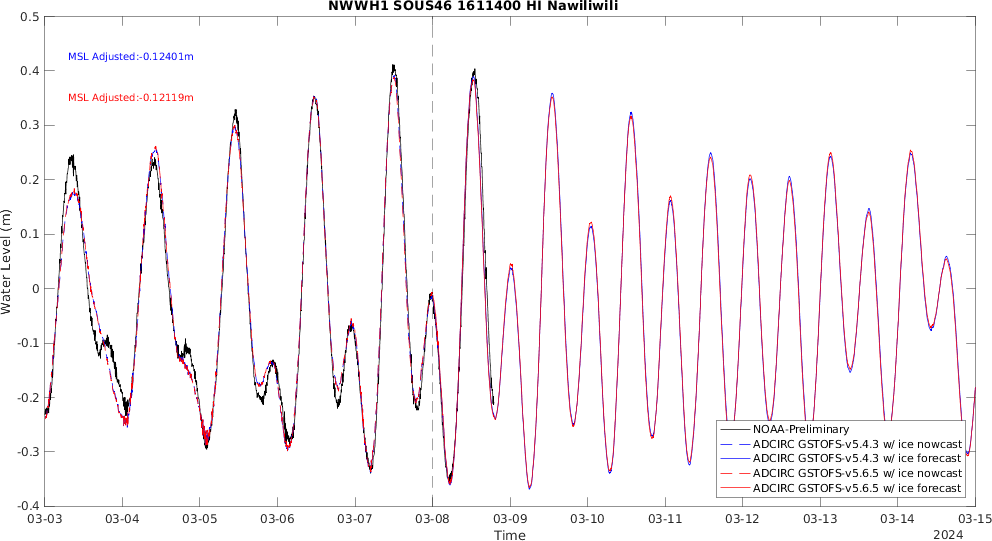 NWWH1 SOUS46 1611400 HI Nawiliwili
MSL Adjusted:-0.12401m
MSL Adjusted:-0.12119m
Water Level (m)
0.5
0.4
0.3
0.2
0.1
0
-0.1
-0.2
-0.3
-0.4
NOAA-Preliminary
ADCIRC GSTOFS-v5.4.3 w/ ice nowcast
ADCIRC GSTOFS-v5.4.3 w/ ice forecast
ADCIRC GSTOFS-v5.6.5 w/ ice nowcast
ADCIRC GSTOFS-v5.6.5 w/ ice forecast
03-03 03-04 03-05 03-06 03-07 03-08 03-09 03-10 03-11 03-12 03-13 03-14 03-15
Time
2024